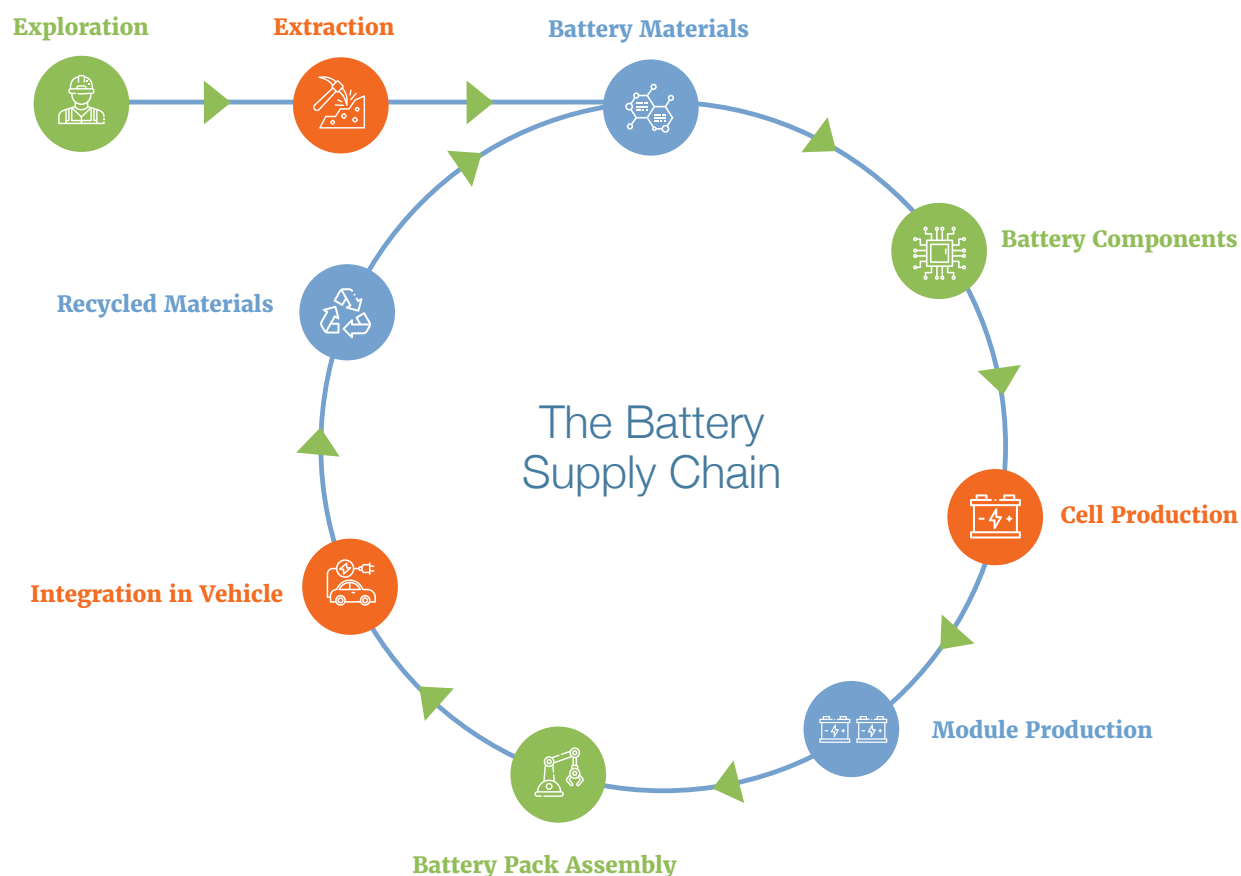 Exploration
Extraction
Battery Materials
Battery Components
Recycled Materials
The Battery
Supply Chain
Cell Production
Integration in Vehicle
Module Production
Battery Pack Assembly